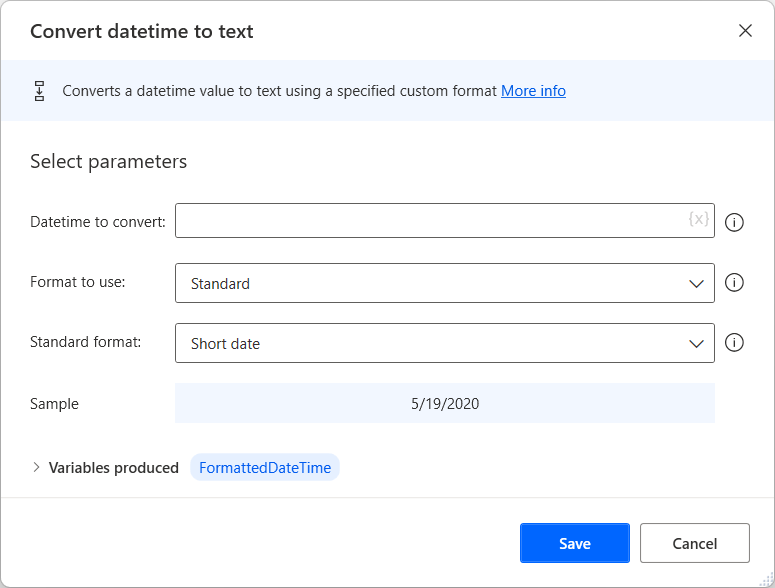 Convert datetime to text
Converts a datetime value to text using a specified custom format More info
Select parameters
Datetime to convert: {x}
Format to use: Standard
Standard format: Short date
Sample 5/19/2020
Variables produced FormattedDateTime
Save Cancel